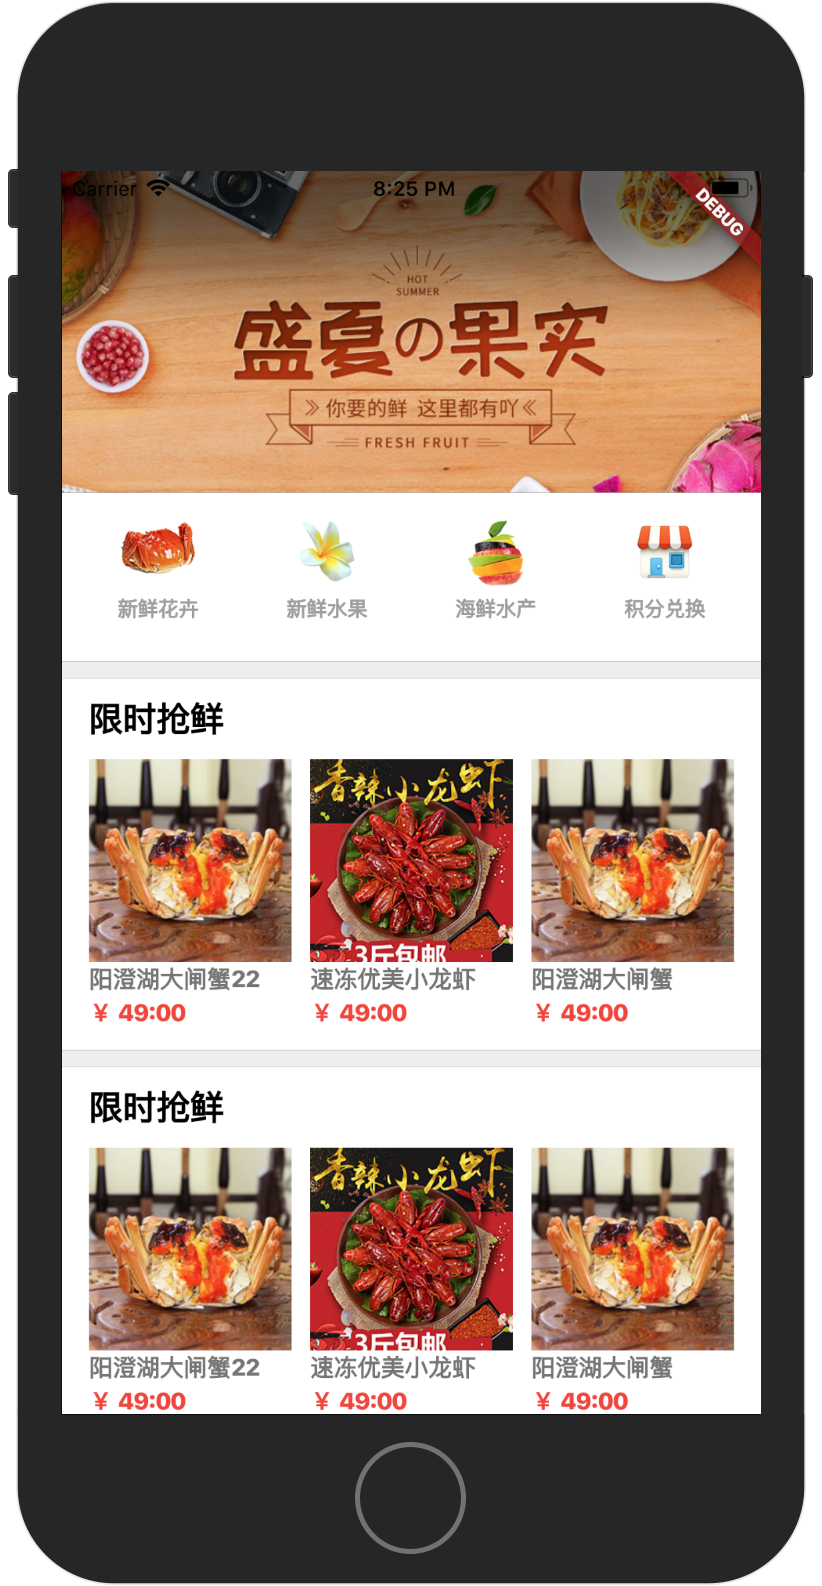 Carrier 8:25 PM
DEBUG
HOT
SUMMER
盛夏の果实
》你要的鲜 这里都有吖《
FRESH FRUIT
新鲜花卉 新鲜水果 海鲜水产 积分兑换
限时抢鲜
香辣小龙虾
3斤包邮
阳澄湖大闸蟹22 速冻优美小龙虾 阳澄湖大闸蟹
¥ 49:00 ¥ 49:00 ¥ 49:00
限时抢鲜
香辣小龙虾
3斤包邮
阳澄湖大闸蟹22 速冻优美小龙虾 阳澄湖大闸蟹
¥ 49:00 ¥ 49:00 ¥ 49:00